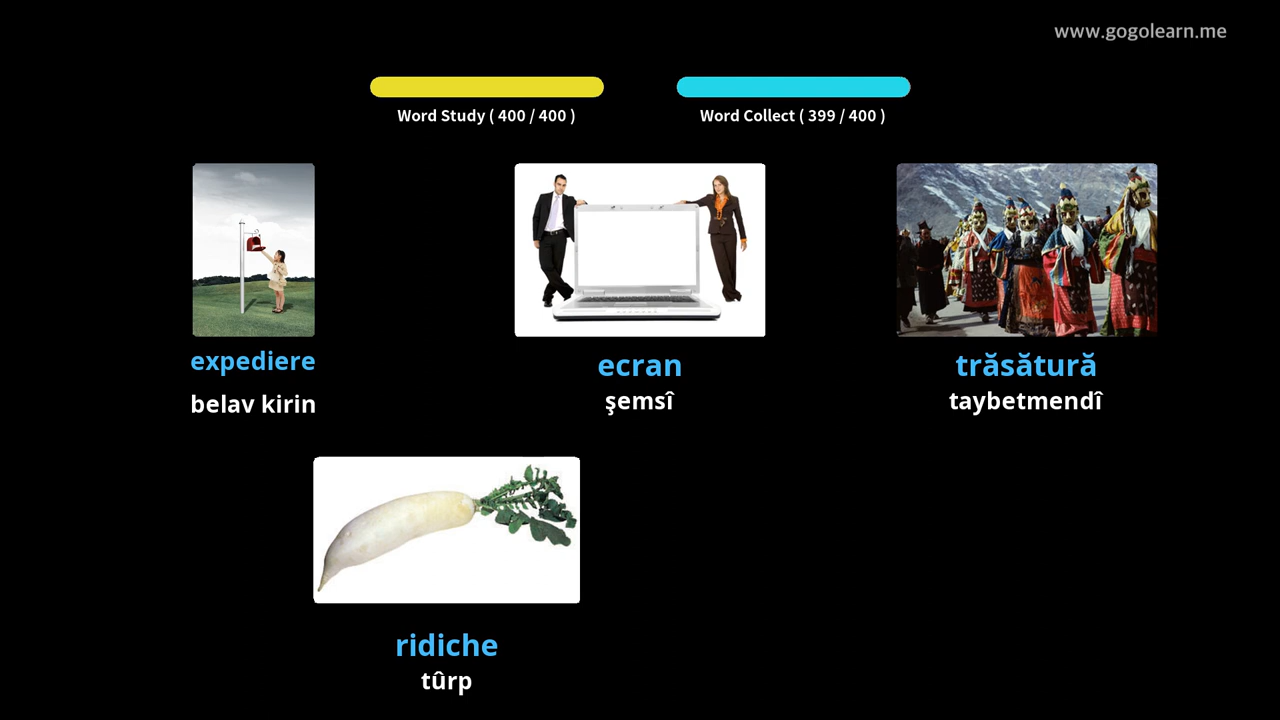 www.gogolearn.me
Word Study ( 400 / 400 )
Word Collect ( 399 / 400 )
expediere
belav kirin
ecran
şemsî
trăsătură
taybetmendî
ridiche
tûrp